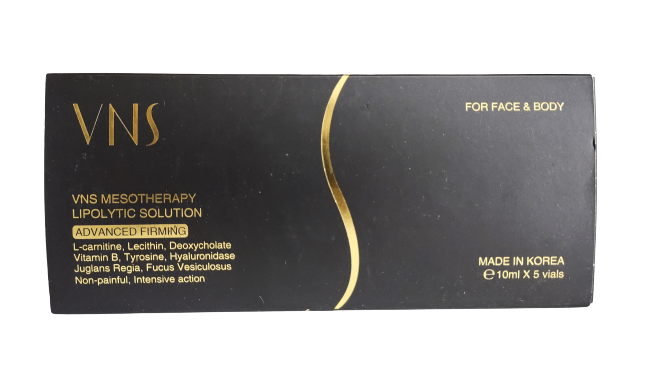 VNS
FOR FACE & BODY
VNS MESOTHERAPY
LIPOLYTIC SOLUTION
ADVANCED FIRMING
L-carnitine, Lecithin, Deoxycholate
Vitamin B, Tyrosine, Hyaluronidase
Juglans Regia, Fucus Vesiculosus
Non-painful, Intensive action
MADE IN KOREA
℮10ml X 5 vials